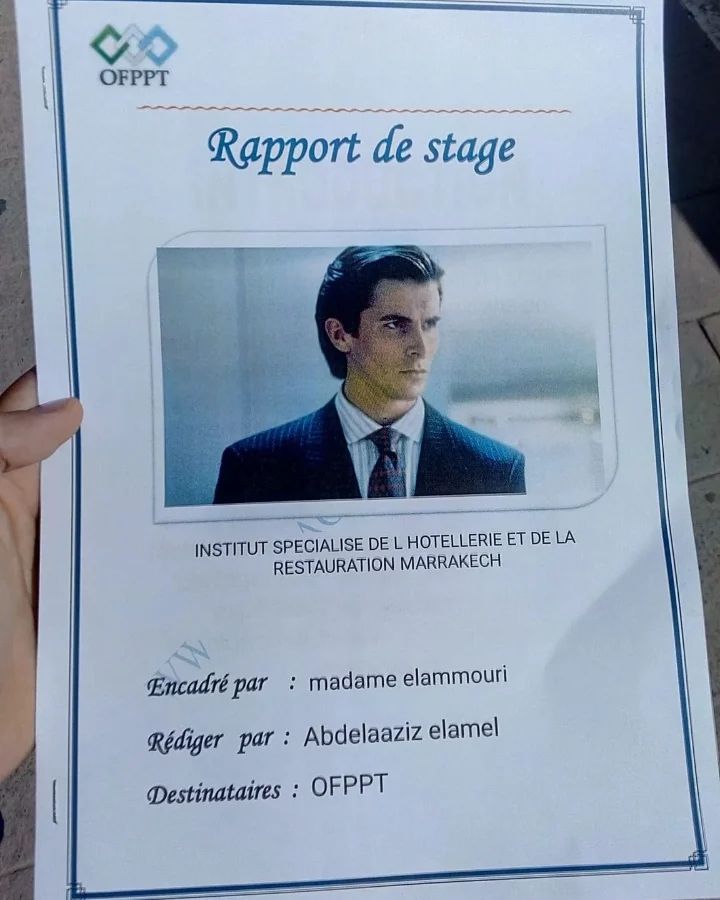 OFPPT
Rapport de stage
INSTITUT SPECIALISE DE L HOTELLERIE ET DE LA
RESTAURATION MARRAKECH
Encadré par : madame elammouri
Rédiger par : Abdelaaziz elamel
Destinataires : OFPPT